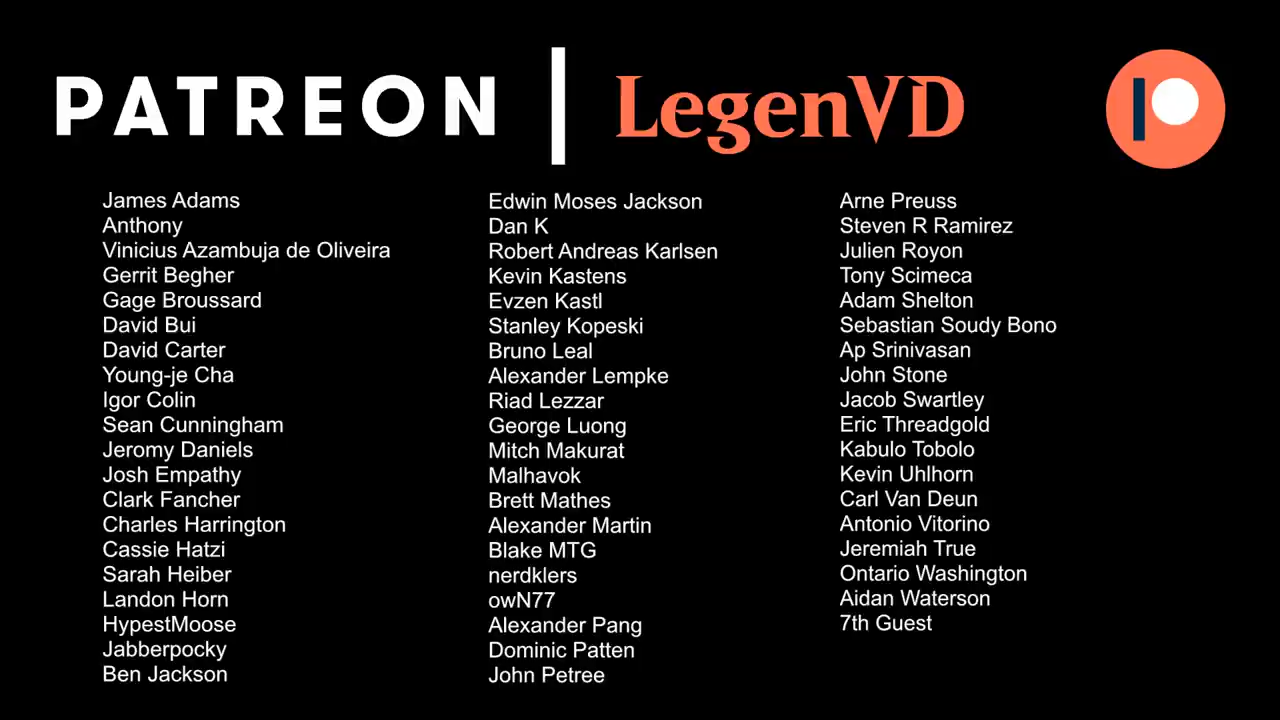 PATREON | LegenVD
James Adams
Anthony
Vinicius Azambuja de Oliveira
Gerrit Begher
Gage Broussard
David Bui
David Carter
Young-je Cha
Igor Colin
Sean Cunningham
Jeromy Daniels
Josh Empathy
Clark Fancher
Charles Harrington
Cassie Hatzi
Sarah Heiber
Landon Horn
HypestMoose
Jabberpocky
Ben Jackson
Edwin Moses Jackson
Dan K
Robert Andreas Karlsen
Kevin Kastens
Evzen Kastl
Stanley Kopeski
Bruno Leal
Alexander Lempke
Riad Lezzar
George Luong
Mitch Makurat
Malhavok
Brett Mathes
Alexander Martin
Blake MTG
nerdklers
owN77
Alexander Pang
Dominic Patten
John Petree
Arne Preuss
Steven R Ramirez
Julien Royon
Tony Scimeca
Adam Shelton
Sebastian Soudy Bono
Ap Srinivasan
John Stone
Jacob Swartley
Eric Threadgold
Kabulo Tobolo
Kevin Uhlhorn
Carl Van Deun
Antonio Vitorino
Jeremiah True
Ontario Washington
Aidan Waterson
7th Guest